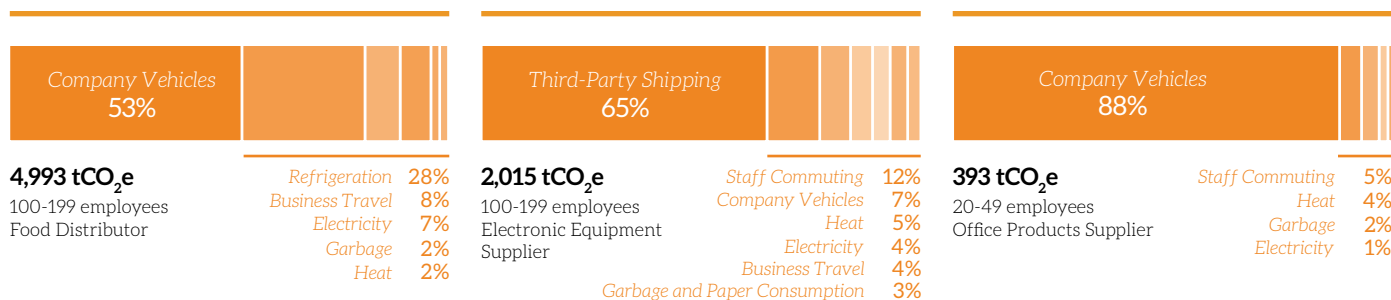 Company Vehicles
53%
4,993 tCO2e
100-199 employees
Food Distributor
Refrigeration 28%
Business Travel 8%
Electricity 7%
Garbage 2%
Heat 2%
Third-Party Shipping
65%
2,015 tCO2e
100-199 employees
Electronic Equipment
Supplier
Staff Commuting 12%
Company Vehicles 7%
Heat 5%
Electricity 4%
Business Travel 4%
Garbage and Paper Consumption 3%
Company Vehicles
88%
393 tCO2e
20-49 employees
Office Products Supplier
Staff Commuting 5%
Heat 4%
Garbage 2%
Electricity 1%